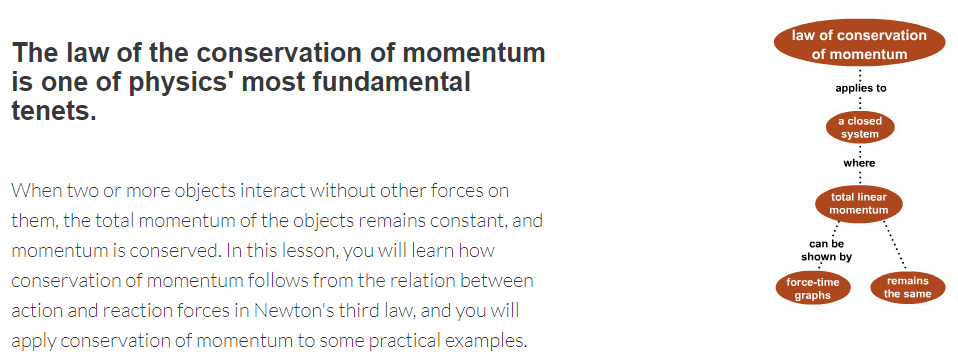 The law of the conservation of momentum
is one of physics' most fundamental
tenets.
When two or more objects interact without other forces on
them, the total momentum of the objects remains constant, and
momentum is conserved. In this lesson, you will learn how
conservation of momentum follows from the relation between
action and reaction forces in Newton's third law, and you will
apply conservation of momentum to some practical examples.
law of conservation
of momentum
applies to
a closed
system
where
total linear
momentum
can be
shown by
force-time
graphs
remains
the same